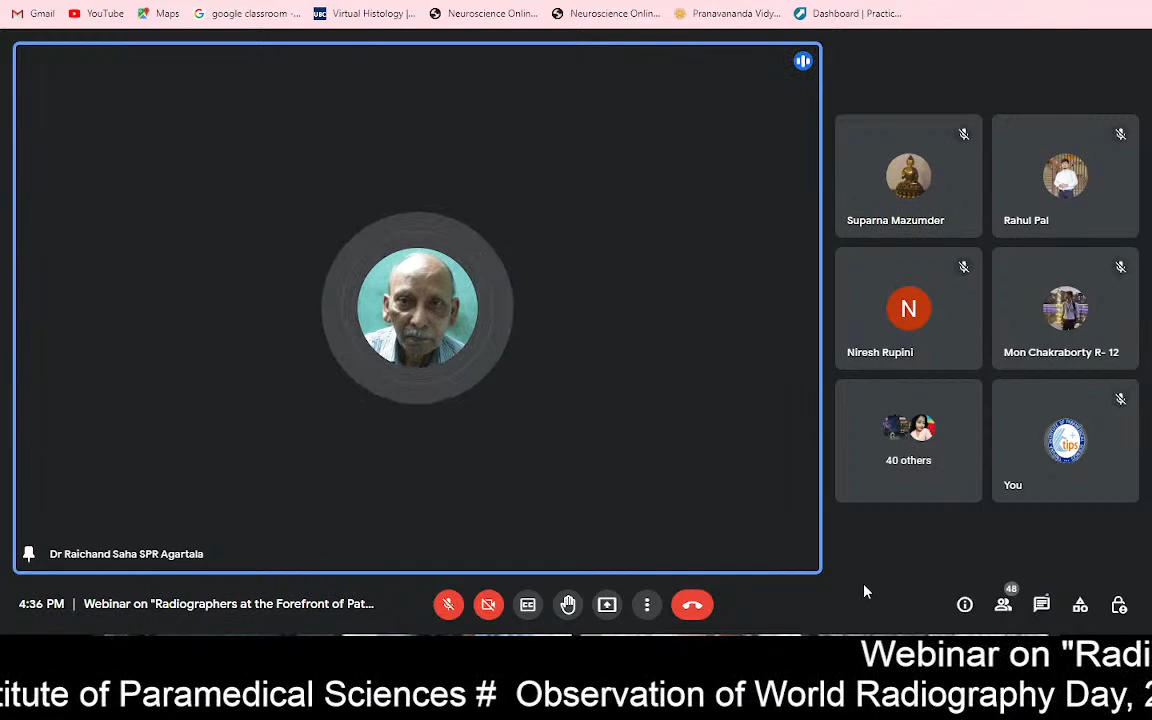 Gmail
YouTube
Maps
google classroom -...
Virtual Histology |...
Neuroscience Onlin...
Neuroscience Onlin...
Pranavananda Vidy...
Dashboard | Practic...
Suparna Mazumder
Rahul Pal
N
Niresh Rupini
Mon Chakraborty R- 12
40 others
tips
You
Dr Raichand Saha SPR Agartala
4:36 PM | Webinar on "Radiographers at the Forefront of Pat...
48
Webinar on "Radi
titute of Paramedical Sciences # Observation of World Radiography Day, 2